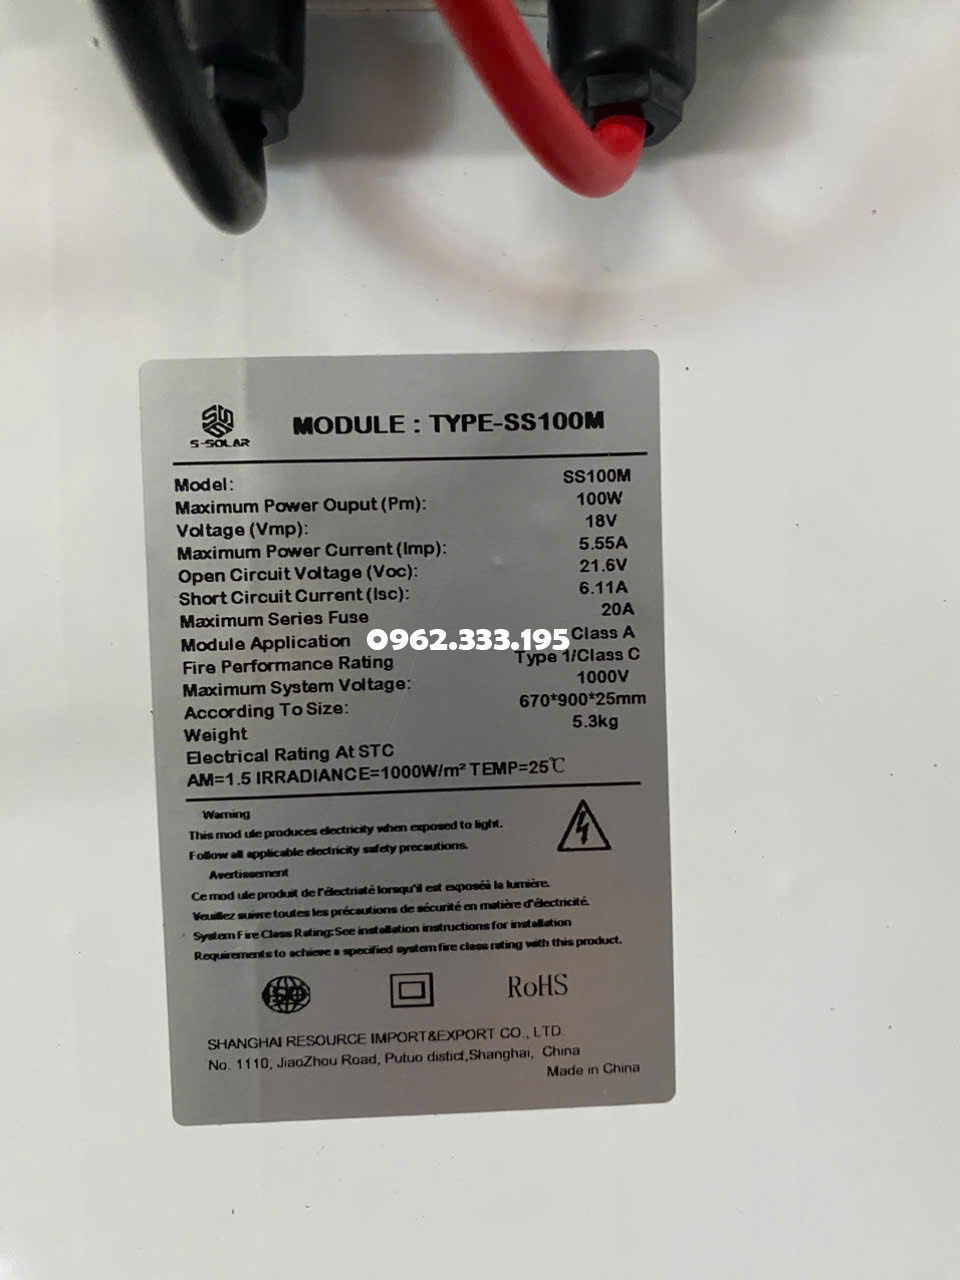 S-SOLAR
MODULE : TYPE-SS100M
Model: SS100M
Maximum Power Ouput (Pm): 100W
Voltage (Vmp): 18V
Maximum Power Current (Imp): 5.55A
Open Circuit Voltage (Voc): 21.6V
Short Circuit Current (Isc): 6.11A
Maximum Series Fuse 20A
Module Application Class A
0962.333.195
Fire Performance Rating Type 1/Class C
Maximum System Voltage: 1000V
According To Size: 670*900*25mm
Weight 5.3kg
Electrical Rating At STC
AM=1.5 IRRADIANCE=1000W/m² TEMP=25℃
Warning
This mod ule produces electricity when exposed to light.
Follow all applicable electricity safety precautions.
Avertissement
Ce mod ule produit de l'électriaté lorsqu'il est exposéà la lumière.
Veuillez suivre toutes les précautions de sécurité en matière d'électricité.
System Fire Class Rating:See installation instructions for installation
Requirements to achieve a specified system fire class rating with this product.
ISO
RoHS
SHANGHAI RESOURCE IMPORT&EXPORT CO., LTD.
No. 1110, JiaoZhou Road, Putuo distict,Shanghai, China
Made in China